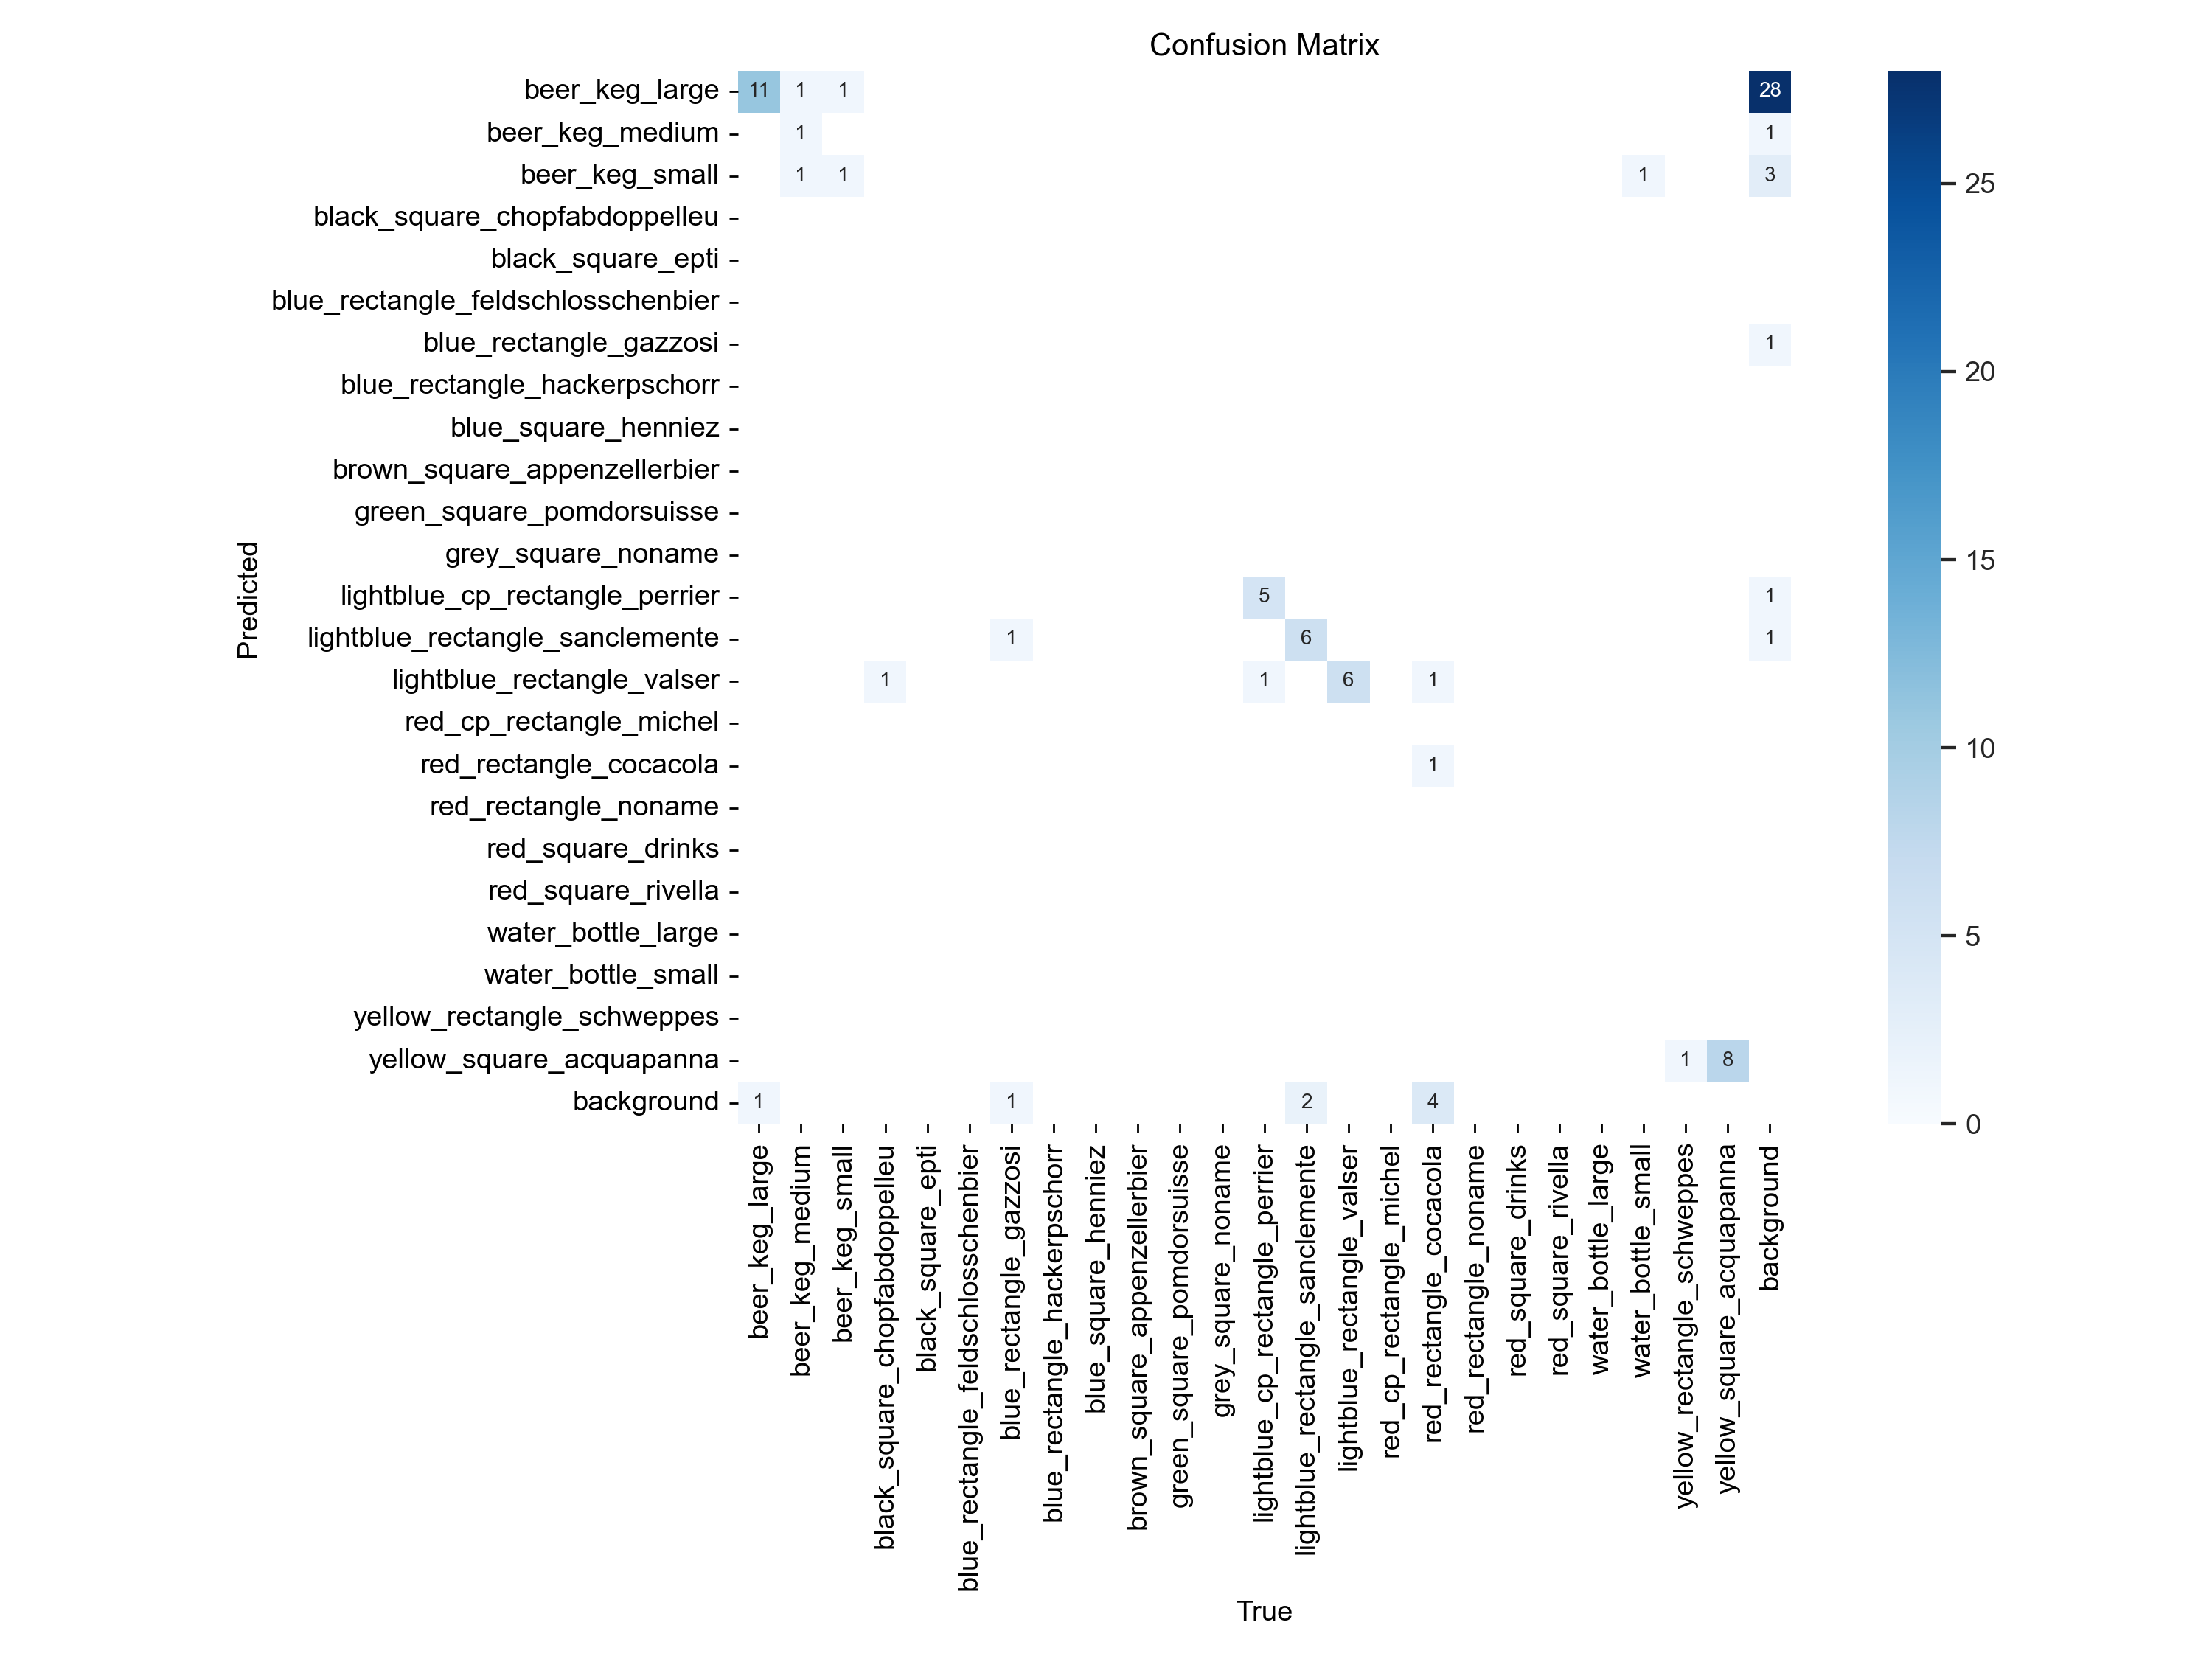 Confusion Matrix
Predicted
beer_keg_large 11 1 1 28
beer_keg_medium 1 1
beer_keg_small 1 1 1 3
black_square_chopfabdoppelleu
black_square_epti
blue_rectangle_feldschlosschenbier
blue_rectangle_gazzosi 1
blue_rectangle_hackerpschorr
blue_square_henniez
brown_square_appenzellerbier
green_square_pomdorsuisse
grey_square_noname
lightblue_cp_rectangle_perrier 5 1
lightblue_rectangle_sanclemente 1 6 1
lightblue_rectangle_valser 1 1 6 1
red_cp_rectangle_michel
red_rectangle_cocacola 1
red_rectangle_noname
red_square_drinks
red_square_rivella
water_bottle_large
water_bottle_small
yellow_rectangle_schweppes
yellow_square_acquapanna 1 8
background 1 1 2 4
beer_keg_large
beer_keg_medium
beer_keg_small
black_square_chopfabdoppelleu
black_square_epti
blue_rectangle_feldschlosschenbier
blue_rectangle_gazzosi
blue_rectangle_hackerpschorr
blue_square_henniez
brown_square_appenzellerbier
green_square_pomdorsuisse
grey_square_noname
lightblue_cp_rectangle_perrier
lightblue_rectangle_sanclemente
lightblue_rectangle_valser
red_cp_rectangle_michel
red_rectangle_cocacola
red_rectangle_noname
red_square_drinks
red_square_rivella
water_bottle_large
water_bottle_small
yellow_rectangle_schweppes
yellow_square_acquapanna
background
True
25
20
15
10
5
0